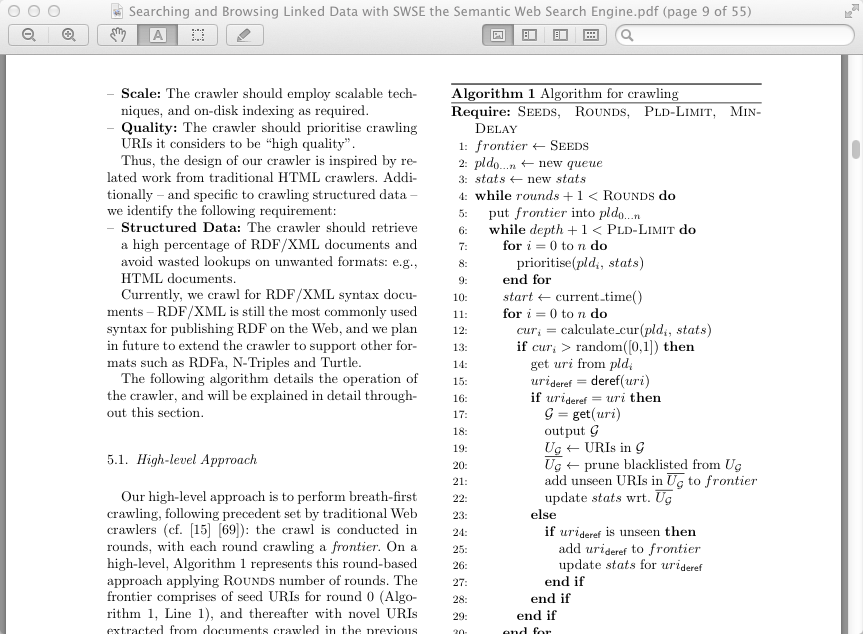 Searching and Browsing Linked Data with SWSE the Semantic Web Search Engine.pdf (page 9 of 55)
A
– Scale: The crawler should employ scalable tech-
niques, and on-disk indexing as required.
– Quality: The crawler should prioritise crawling
URIs it considers to be “high quality”.
Thus, the design of our crawler is inspired by re-
lated work from traditional HTML crawlers. Addi-
tionally – and specific to crawling structured data –
we identify the following requirement:
– Structured Data: The crawler should retrieve
a high percentage of RDF/XML documents and
avoid wasted lookups on unwanted formats: e.g.,
HTML documents.
Currently, we crawl for RDF/XML syntax docu-
ments – RDF/XML is still the most commonly used
syntax for publishing RDF on the Web, and we plan
in future to extend the crawler to support other for-
mats such as RDFa, N-Triples and Turtle.
The following algorithm details the operation of
the crawler, and will be explained in detail through-
out this section.
5.1. High-level Approach
Our high-level approach is to perform breath-first
crawling, following precedent set by traditional Web
crawlers (cf. [15] [69]): the crawl is conducted in
rounds, with each round crawling a frontier. On a
high-level, Algorithm 1 represents this round-based
approach applying Rounds number of rounds. The
frontier comprises of seed URIs for round 0 (Algo-
rithm 1, Line 1), and thereafter with novel URIs
extracted from documents crawled in the previous
Algorithm 1 Algorithm for crawling
Require: Seeds, Rounds, Pld-Limit, Min-
Delay
1: frontier ← Seeds
2: pld0...n ← new queue
3: stats ← new stats
4: while rounds + 1 < Rounds do
5: put frontier into pld0...n
6: while depth + 1 < Pld-Limit do
7: for i = 0 to n do
8: prioritise(pldi, stats)
9: end for
10: start ← current_time()
11: for i = 0 to n do
12: curi = calculate_cur(pldi, stats)
13: if curi > random([0,1]) then
14: get uri from pldi
15: urideref = deref(uri)
16: if urideref = uri then
17: 𝒢 = get(uri)
18: output 𝒢
19: U𝒢 ← URIs in 𝒢
20: U̅𝒢 ← prune blacklisted from U𝒢
21: add unseen URIs in U̅𝒢 to frontier
22: update stats wrt. U̅𝒢
23: else
24: if urideref is unseen then
25: add urideref to frontier
26: update stats for urideref
27: end if
28: end if
29: end if
30: end for